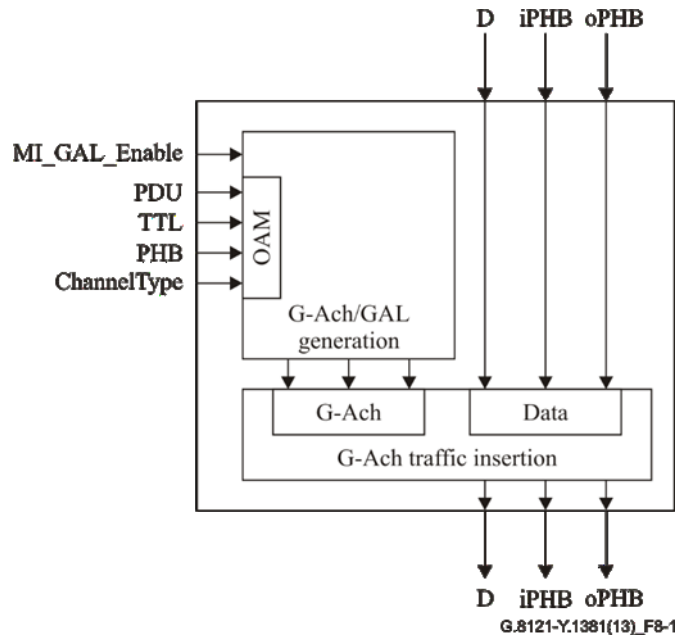 D iPHB oPHB
MI_GAL_Enable
PDU
TTL
PHB
ChannelType
OAM
G-Ach/GAL
generation
G-Ach
Data
G-Ach traffic insertion
D iPHB oPHB
G.8121-Y.1381(13)_F8-1